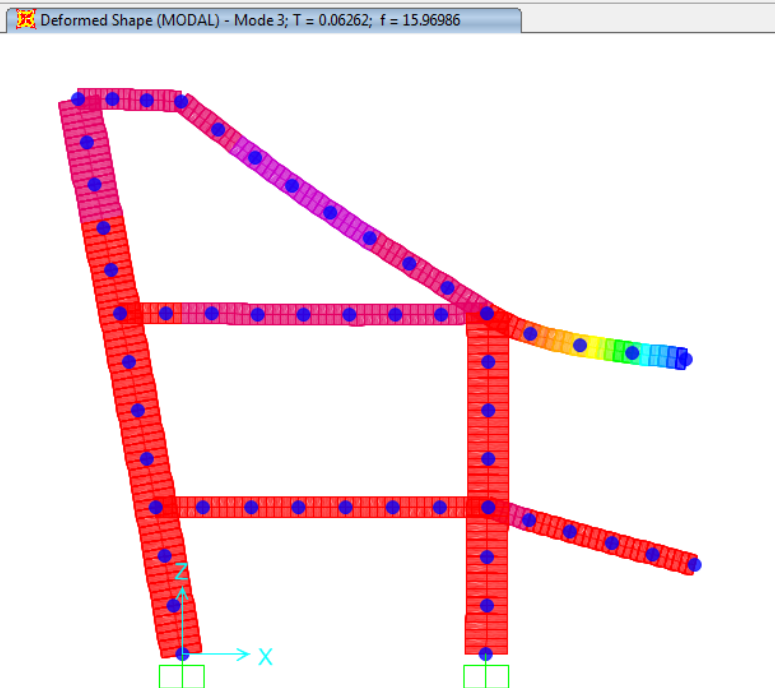 Deformed Shape (MODAL) - Mode 3; T = 0.06262; f = 15.96986
Z
X